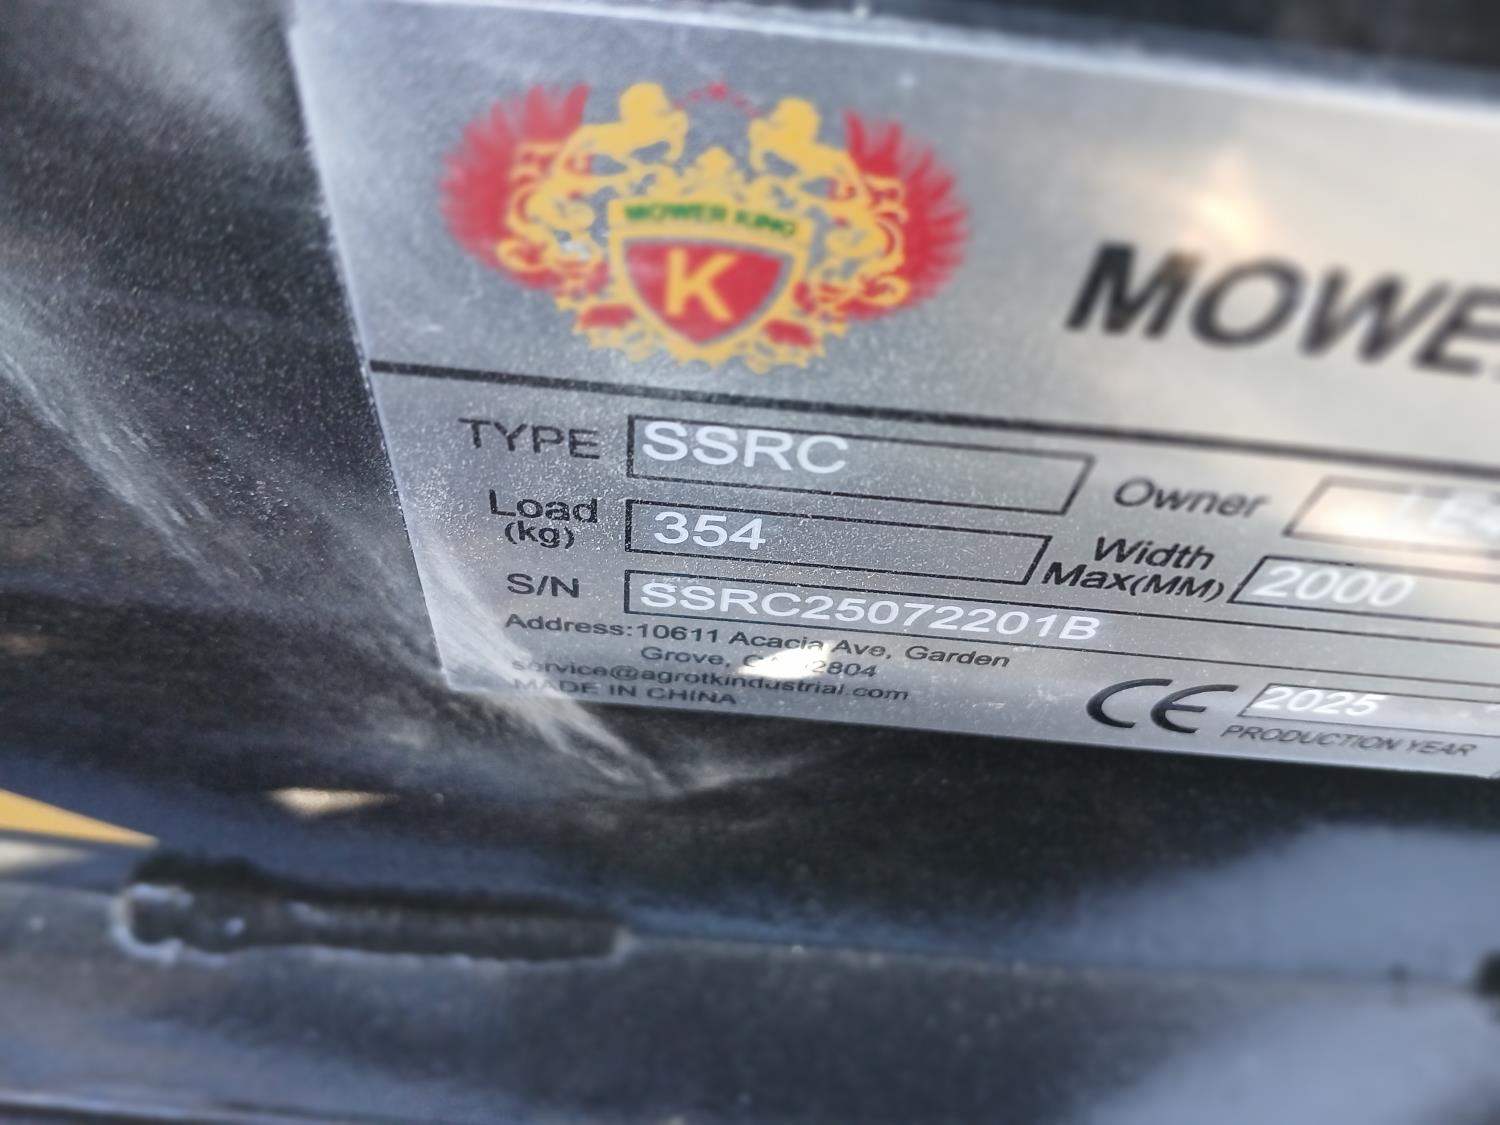 MOWER KING
K
TYPE SSRC Owner
Load (kg) 354 Width Max(MM) 2000
S/N SSRC25072201B
Address:10611 Acacia Ave, Garden
Grove,
service@agrotkindustrial.com
MADE IN CHINA
CE 2025
PRODUCTION YEAR